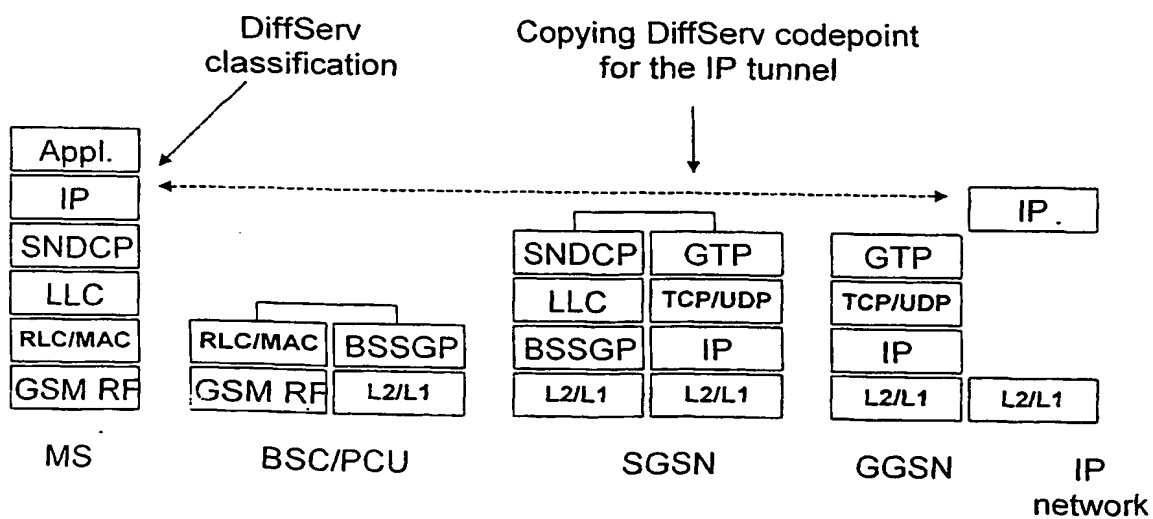 DiffServ
classification
Copying DiffServ codepoint
for the IP tunnel
Appl.
IP
SNDCP
LLC
RLC/MAC
GSM RF
MS
RLC/MAC
BSSGP
GSM RF
L2/L1
BSC/PCU
SNDCP
GTP
LLC
TCP/UDP
BSSGP
IP
L2/L1
L2/L1
SGSN
GTP
TCP/UDP
IP
L2/L1
L2/L1
GGSN
IP .
IP
network